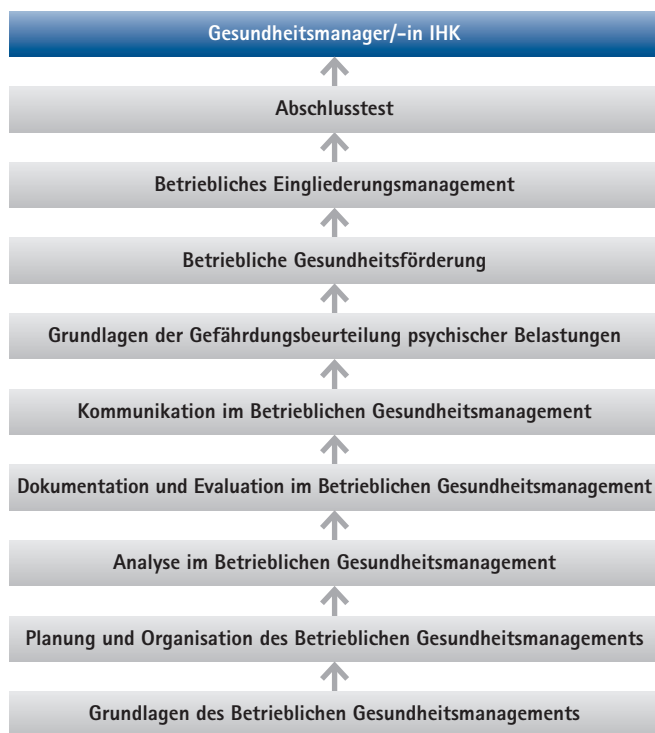 Gesundheitsmanager/-in IHK
Abschlusstest
Betriebliches Eingliederungsmanagement
Betriebliche Gesundheitsförderung
Grundlagen der Gefährdungsbeurteilung psychischer Belastungen
Kommunikation im Betrieblichen Gesundheitsmanagement
Dokumentation und Evaluation im Betrieblichen Gesundheitsmanagement
Analyse im Betrieblichen Gesundheitsmanagement
Planung und Organisation des Betrieblichen Gesundheitsmanagements
Grundlagen des Betrieblichen Gesundheitsmanagements